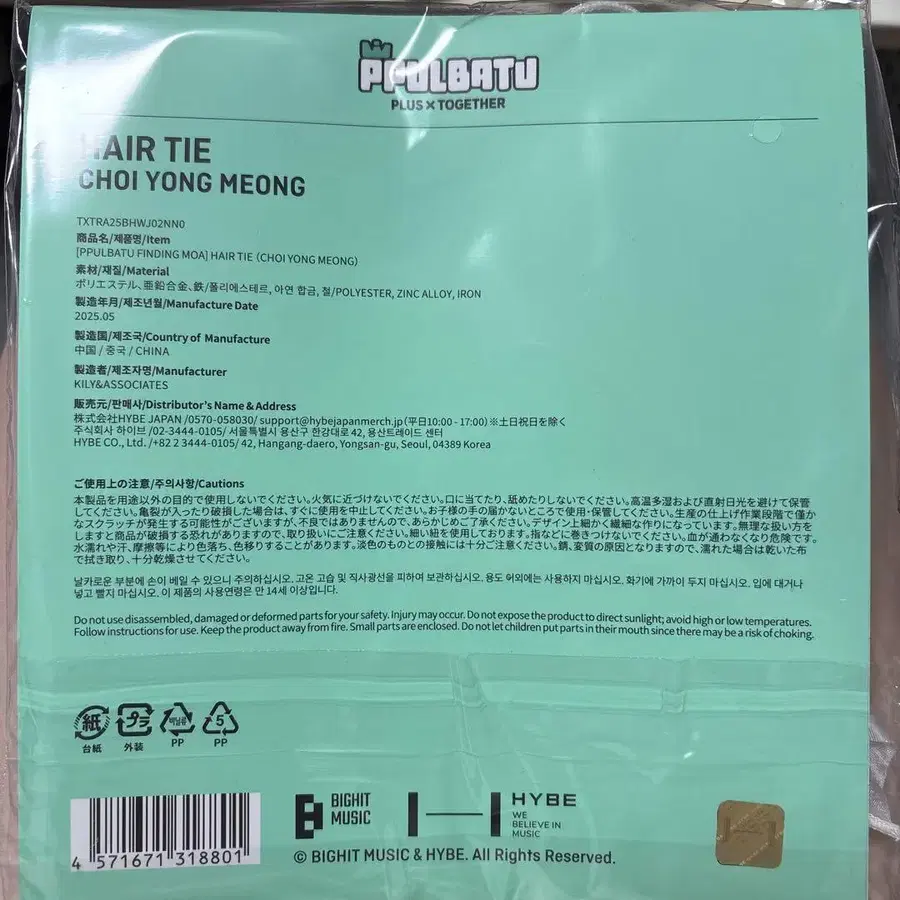 PPULBATU
PLUS × TOGETHER
HAIR TIE
CHOI YONG MEONG
TXTRA25BHWJ02NN0
商品名/제품명/Item
[PPULBATU FINDING MOA] HAIR TIE (CHOI YONG MEONG)
素材/재질/Material
ポリエステル、亜鉛合金、鉄/폴리에스테르, 아연 합금, 철/POLYESTER, ZINC ALLOY, IRON
製造年月/제조년월/Manufacture Date
2025.05
製造国/제조국/Country of Manufacture
中国 / 중국 / CHINA
製造者/제조자명/Manufacturer
KILY&ASSOCIATES
販売元/판매사/Distributor's Name & Address
株式会社HYBE JAPAN /0570-058030/ support@hybejapanmerch.jp(平日10:00 - 17:00)※土日祝日を除く
주식회사 하이브 /02-3444-0105/ 서울특별시 용산구 한강대로 42, 용산트레이드 센터
HYBE CO., Ltd. /+82 2 3444-0105/ 42, Hangang-daero, Yongsan-gu, Seoul, 04389 Korea
ご使用上の注意/주의사항/Cautions
本製品を用途以外の目的で使用しないでください。火気に近づけないでください。口に当てたり、舐めたりしないでください。高温多湿および直射日光を避けて保管
してください。亀裂が入ったり破損した場合は、すぐに使用を中止してください。お子様の手の届かないところで使用・保管してください。生産の仕上げ作業段階で僅か
なスクラッチが発生する可能性がございますが、不良ではありませんので、あらかじめご了承ください。デザイン上細かく繊細な作りになっています。無理な扱い方を
しますと商品が破損する恐れがありますので、取り扱いにご注意ください。細い紐を使用しております。指などに巻きつけないでください。血が通わなくなり危険です。
水濡れや汗、摩擦等により色落ち、色移りすることがあります。淡色のものとの接触には十分ご注意ください。錆、変質の原因となりますので、濡れた場合は乾いた布
で拭き取り、十分乾燥させてください。
날카로운 부분에 손이 베일 수 있으니 주의하십시오. 고온 고습 및 직사광선을 피하여 보관하십시오. 용도 허외에는 사용하지 마십시오. 화기에 가까이 두지 마십시오. 입에 대거나
넣고 빨지 마십시오. 이 제품의 사용연령은 만 14세 이상입니다.
Do not use disassembled, damaged or deformed parts for your safety. Injury may occur. Do not expose the product to direct sunlight; avoid high or low temperatures.
Follow instructions for use. Keep the product away from fire. Small parts are enclosed. Do not let children put parts in their mouth since there may be a risk of choking.
紙 プラ 비닐류 5
台紙 外装 PP PP
BIGHIT MUSIC HYBE
WE BELIEVE IN MUSIC
4 571671 318801
© BIGHIT MUSIC & HYBE. All Rights Reserved.